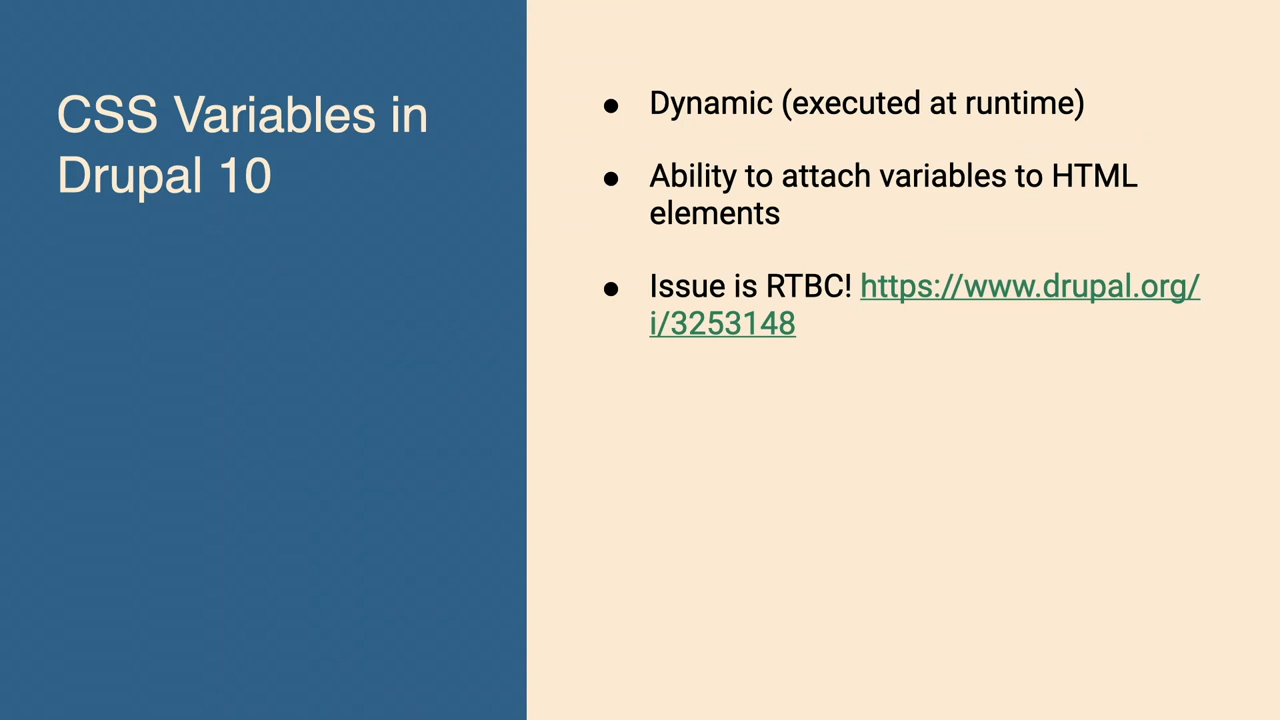 CSS Variables in
Drupal 10
● Dynamic (executed at runtime)
● Ability to attach variables to HTML
elements
● Issue is RTBC! https://www.drupal.org/
i/3253148